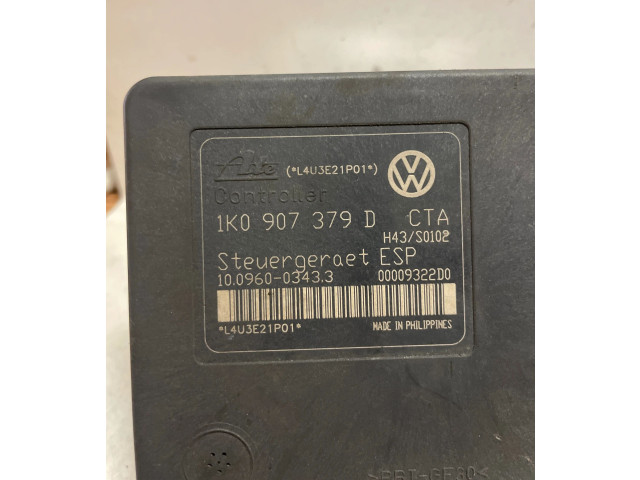 Ate (*L4U3E21P01*)
Controller
1K0 907 379 D CTA
H43/S0102
Steuergeraet ESP
10.0960-0343.3 00009322D0
*L4U3E21P01* MADE IN PHILIPPINES